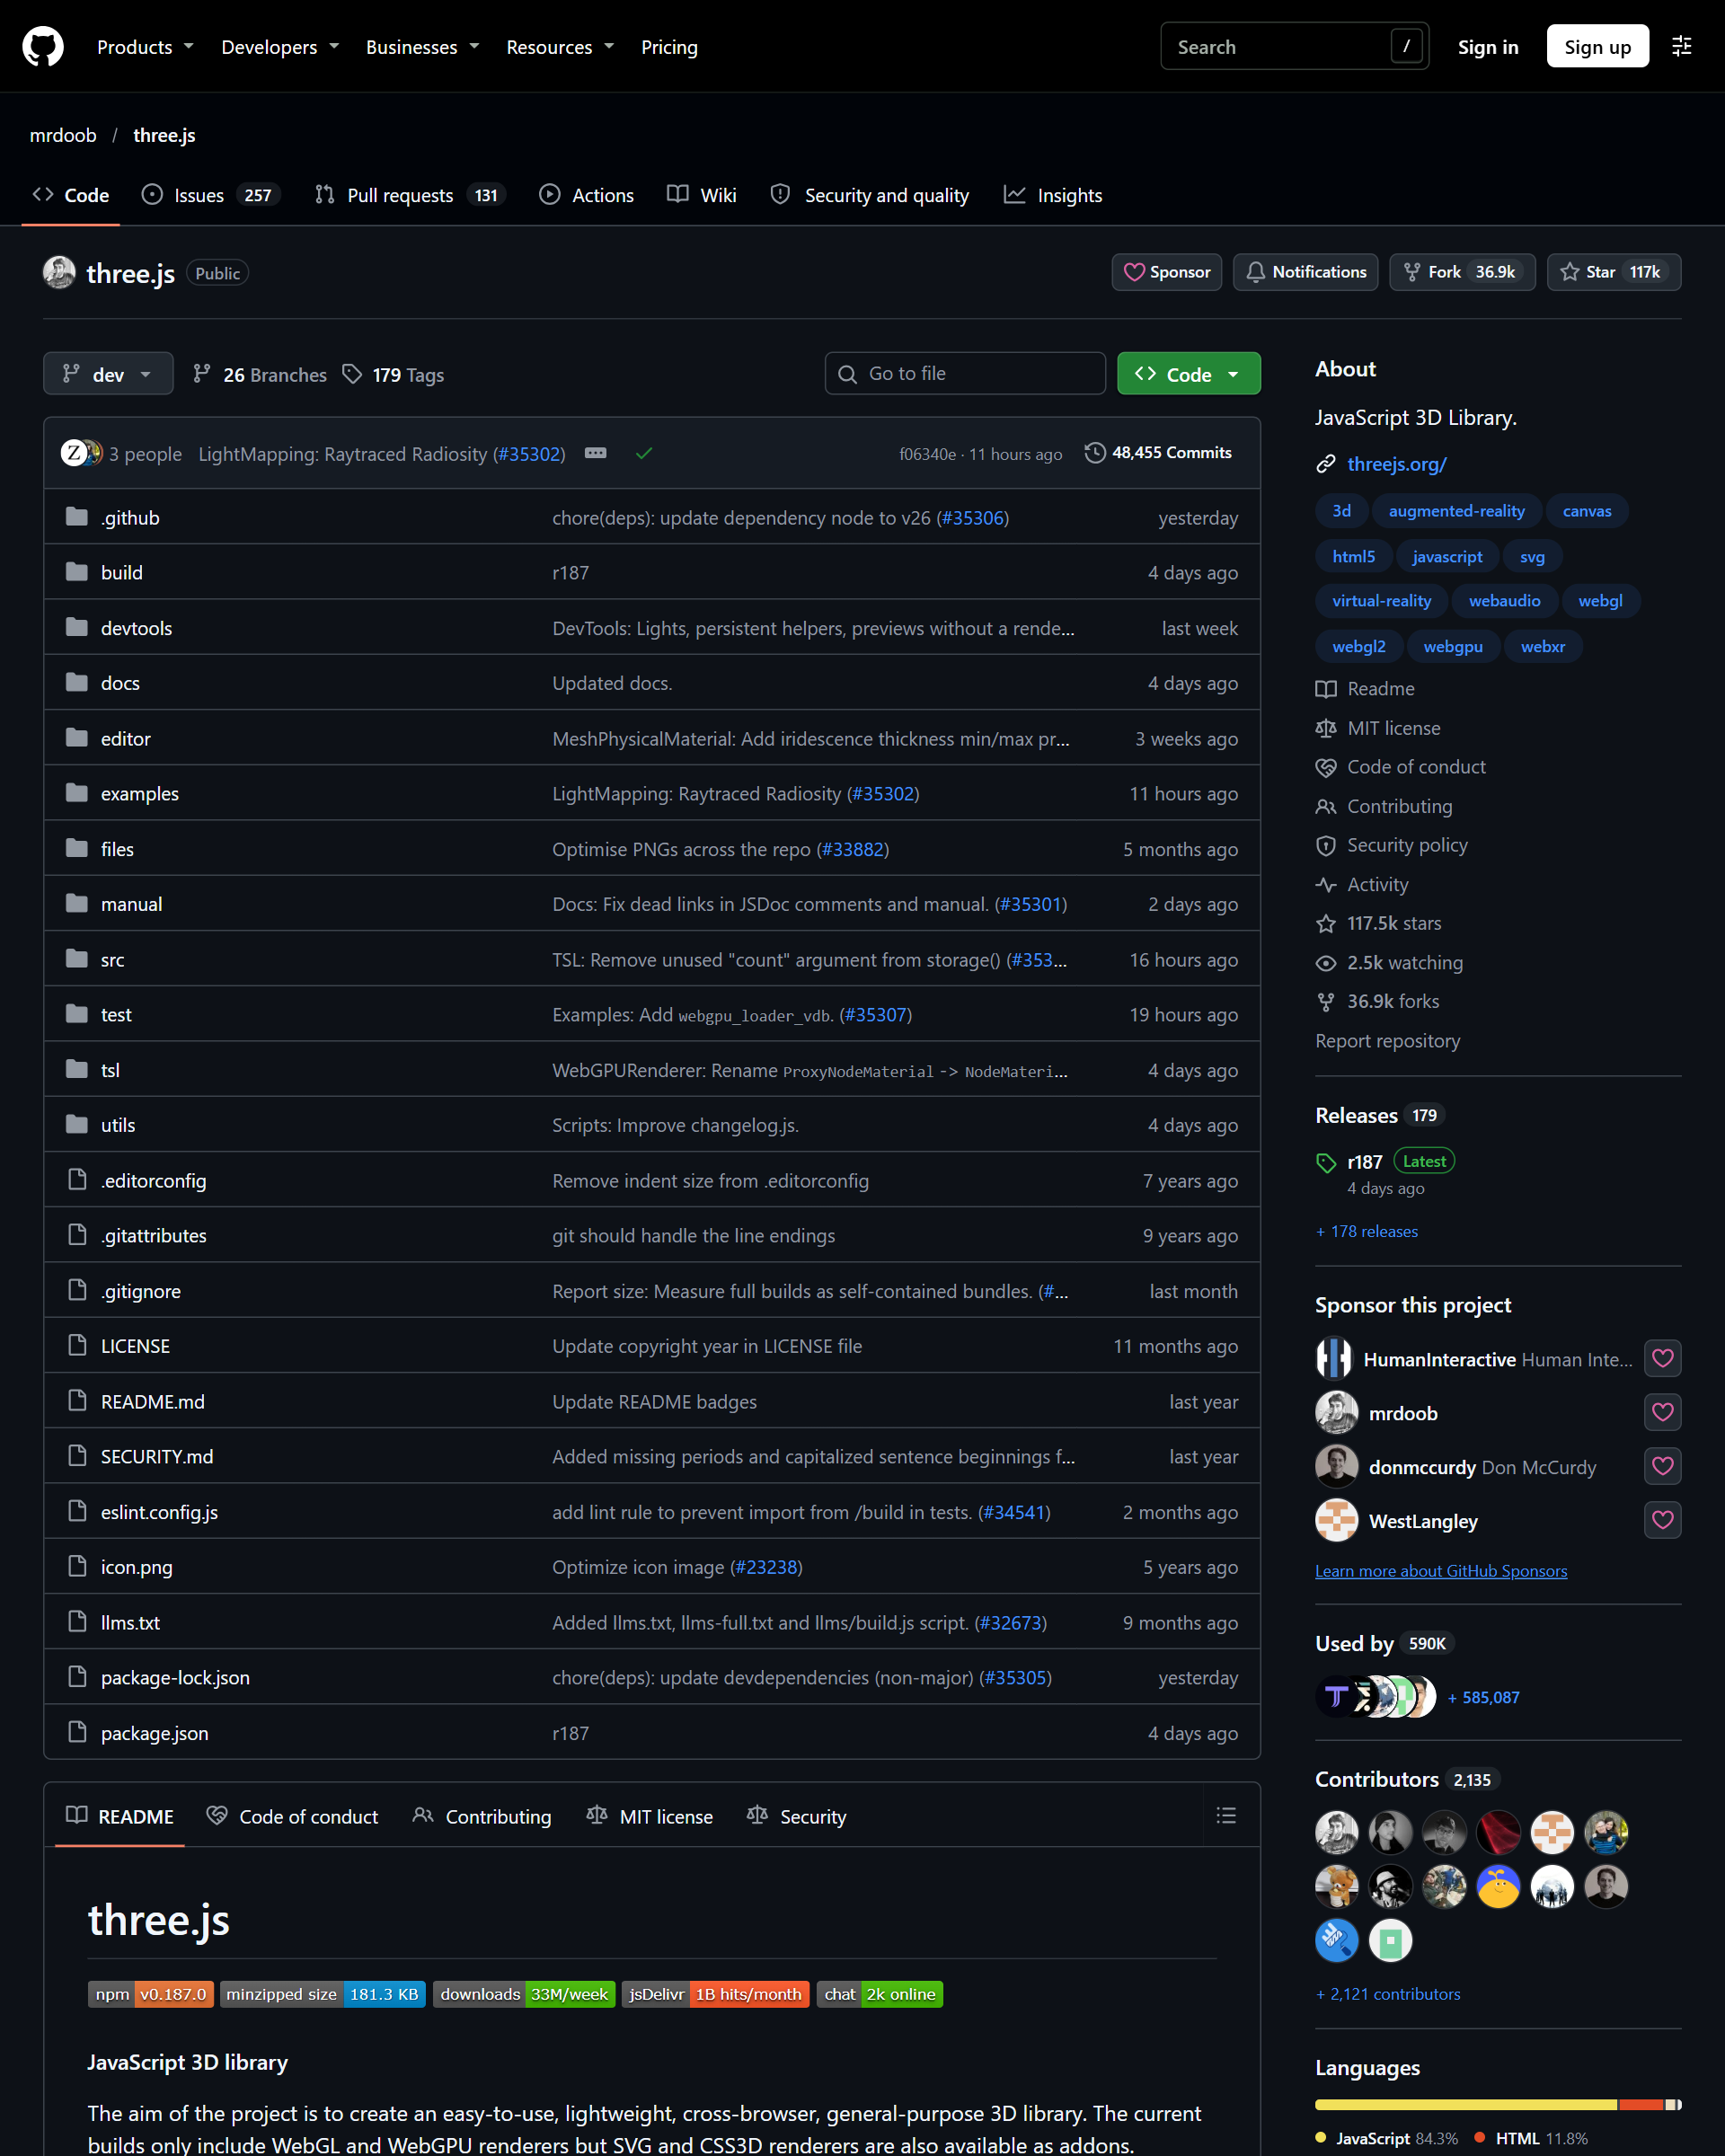 Products Developers Businesses Resources Pricing Search / Sign in Sign up
mrdoob / three.js
Code Issues 257 Pull requests 131 Actions Wiki Security and quality Insights
three.js Public Sponsor Notifications Fork 36.9k Star 117k
dev 26 Branches 179 Tags Go to file Code
Z 3 people LightMapping: Raytraced Radiosity (#35302) f06340e · 11 hours ago 48,455 Commits
.github chore(deps): update dependency node to v26 (#35306) yesterday
build r187 4 days ago
devtools DevTools: Lights, persistent helpers, previews without a rende... last week
docs Updated docs. 4 days ago
editor MeshPhysicalMaterial: Add iridescence thickness min/max pr... 3 weeks ago
examples LightMapping: Raytraced Radiosity (#35302) 11 hours ago
files Optimise PNGs across the repo (#33882) 5 months ago
manual Docs: Fix dead links in JSDoc comments and manual. (#35301) 2 days ago
src TSL: Remove unused "count" argument from storage() (#353... 16 hours ago
test Examples: Add webgpu_loader_vdb. (#35307) 19 hours ago
tsl WebGPURenderer: Rename ProxyNodeMaterial -> NodeMateri... 4 days ago
utils Scripts: Improve changelog.js. 4 days ago
.editorconfig Remove indent size from .editorconfig 7 years ago
.gitattributes git should handle the line endings 9 years ago
.gitignore Report size: Measure full builds as self-contained bundles. (#... last month
LICENSE Update copyright year in LICENSE file 11 months ago
README.md Update README badges last year
SECURITY.md Added missing periods and capitalized sentence beginnings f... last year
eslint.config.js add lint rule to prevent import from /build in tests. (#34541) 2 months ago
icon.png Optimize icon image (#23238) 5 years ago
llms.txt Added llms.txt, llms-full.txt and llms/build.js script. (#32673) 9 months ago
package-lock.json chore(deps): update devdependencies (non-major) (#35305) yesterday
package.json r187 4 days ago
README Code of conduct Contributing MIT license Security
three.js
npm v0.187.0 minzipped size 181.3 KB downloads 33M/week jsDelivr 1B hits/month chat 2k online
JavaScript 3D library
The aim of the project is to create an easy-to-use, lightweight, cross-browser, general-purpose 3D library. The current
builds only include WebGL and WebGPU renderers but SVG and CSS3D renderers are also available as addons.
About
JavaScript 3D Library.
threejs.org/
3d augmented-reality canvas
html5 javascript svg
virtual-reality webaudio webgl
webgl2 webgpu webxr
Readme
MIT license
Code of conduct
Contributing
Security policy
Activity
117.5k stars
2.5k watching
36.9k forks
Report repository
Releases 179
r187 Latest
4 days ago
+ 178 releases
Sponsor this project
HumanInteractive Human Inte...
mrdoob
donmccurdy Don McCurdy
WestLangley
Learn more about GitHub Sponsors
Used by 590K
+ 585,087
Contributors 2,135
+ 2,121 contributors
Languages
JavaScript 84.3% HTML 11.8%